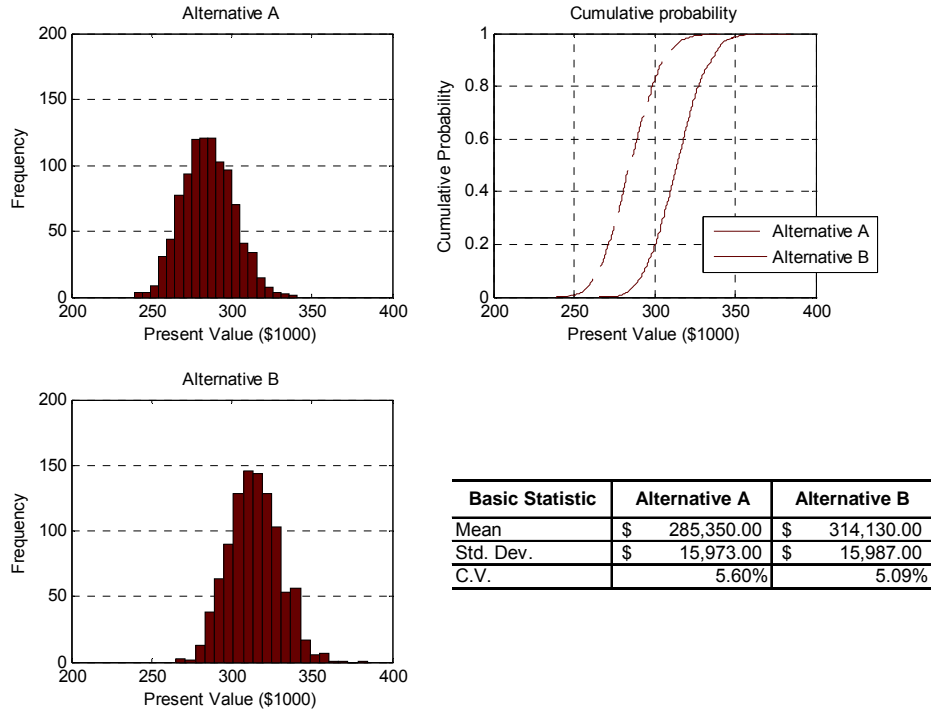 Alternative A
200
150
100
50
0
Frequency
200 250 300 350 400
Present Value ($1000)
Cumulative probability
1
0.8
0.6
0.4
0.2
0
Cumulative Probability
Alternative A
Alternative B
200 250 300 350 400
Present Value ($1000)
Alternative B
200
150
100
50
0
Frequency
200 250 300 350 400
Present Value ($1000)
Basic Statistic Alternative A Alternative B
Mean $ 285,350.00 $ 314,130.00
Std. Dev. $ 15,973.00 $ 15,987.00
C.V. 5.60% 5.09%